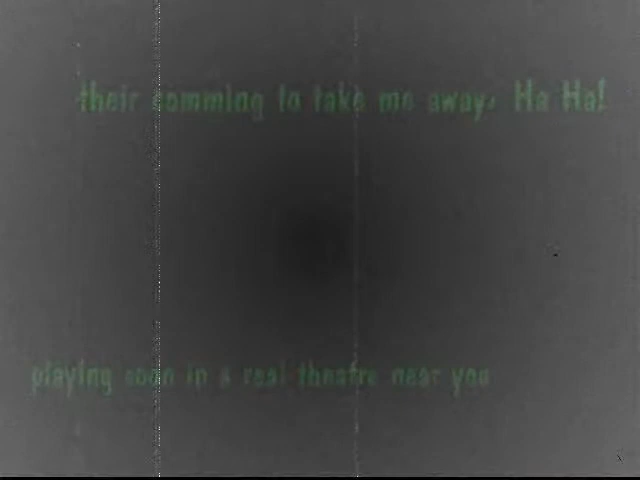 their comming to take me away, Ha Ha!
playing soon in a real theatre near you